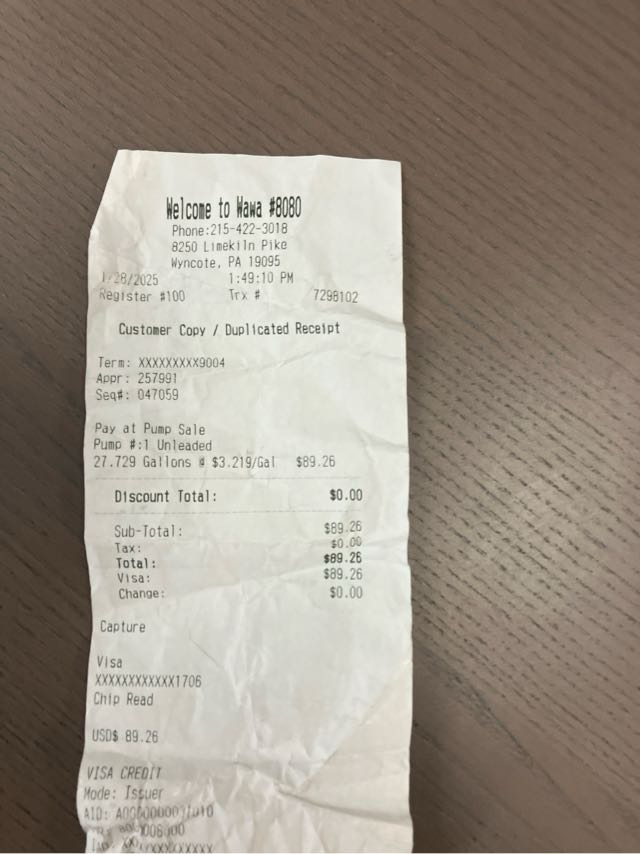 Welcome to Wawa #8080
Phone:215-422-3018
8250 Limekiln Pike
Wyncote, PA 19095
1/28/2025 1:49:10 PM
Register #100 Trx # 7298102
Customer Copy / Duplicated Receipt
Term: XXXXXXXXX9004
Appr: 257991
Seq#: 047059
Pay at Pump Sale
Pump #:1 Unleaded
27.729 Gallons @ $3.219/Gal $89.26
Discount Total: $0.00
Sub-Total: $89.26
Tax: $0.00
Total: $89.26
Visa: $89.26
Change: $0.00
Capture
Visa
XXXXXXXXXXXX1706
Chip Read
USD$ 89.26
VISA CREDIT
Mode: Issuer
AID: A0000000031010